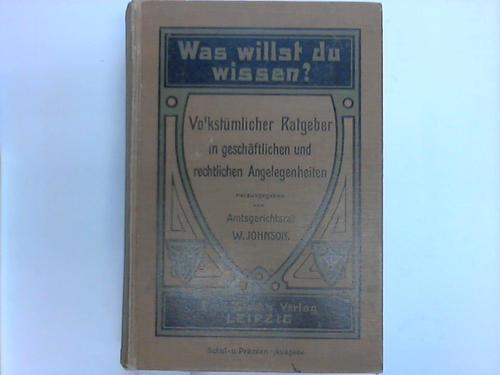 Was willst du
wissen?
Volkstümlicher Ratgeber
in geschäftlichen und
rechtlichen Angelegenheiten
Herausgegeben
von
Amtsgerichtsrat
W. JOHNSON.
Verlag
LEIPZIG
Schul- u Prämien-Ausgabe